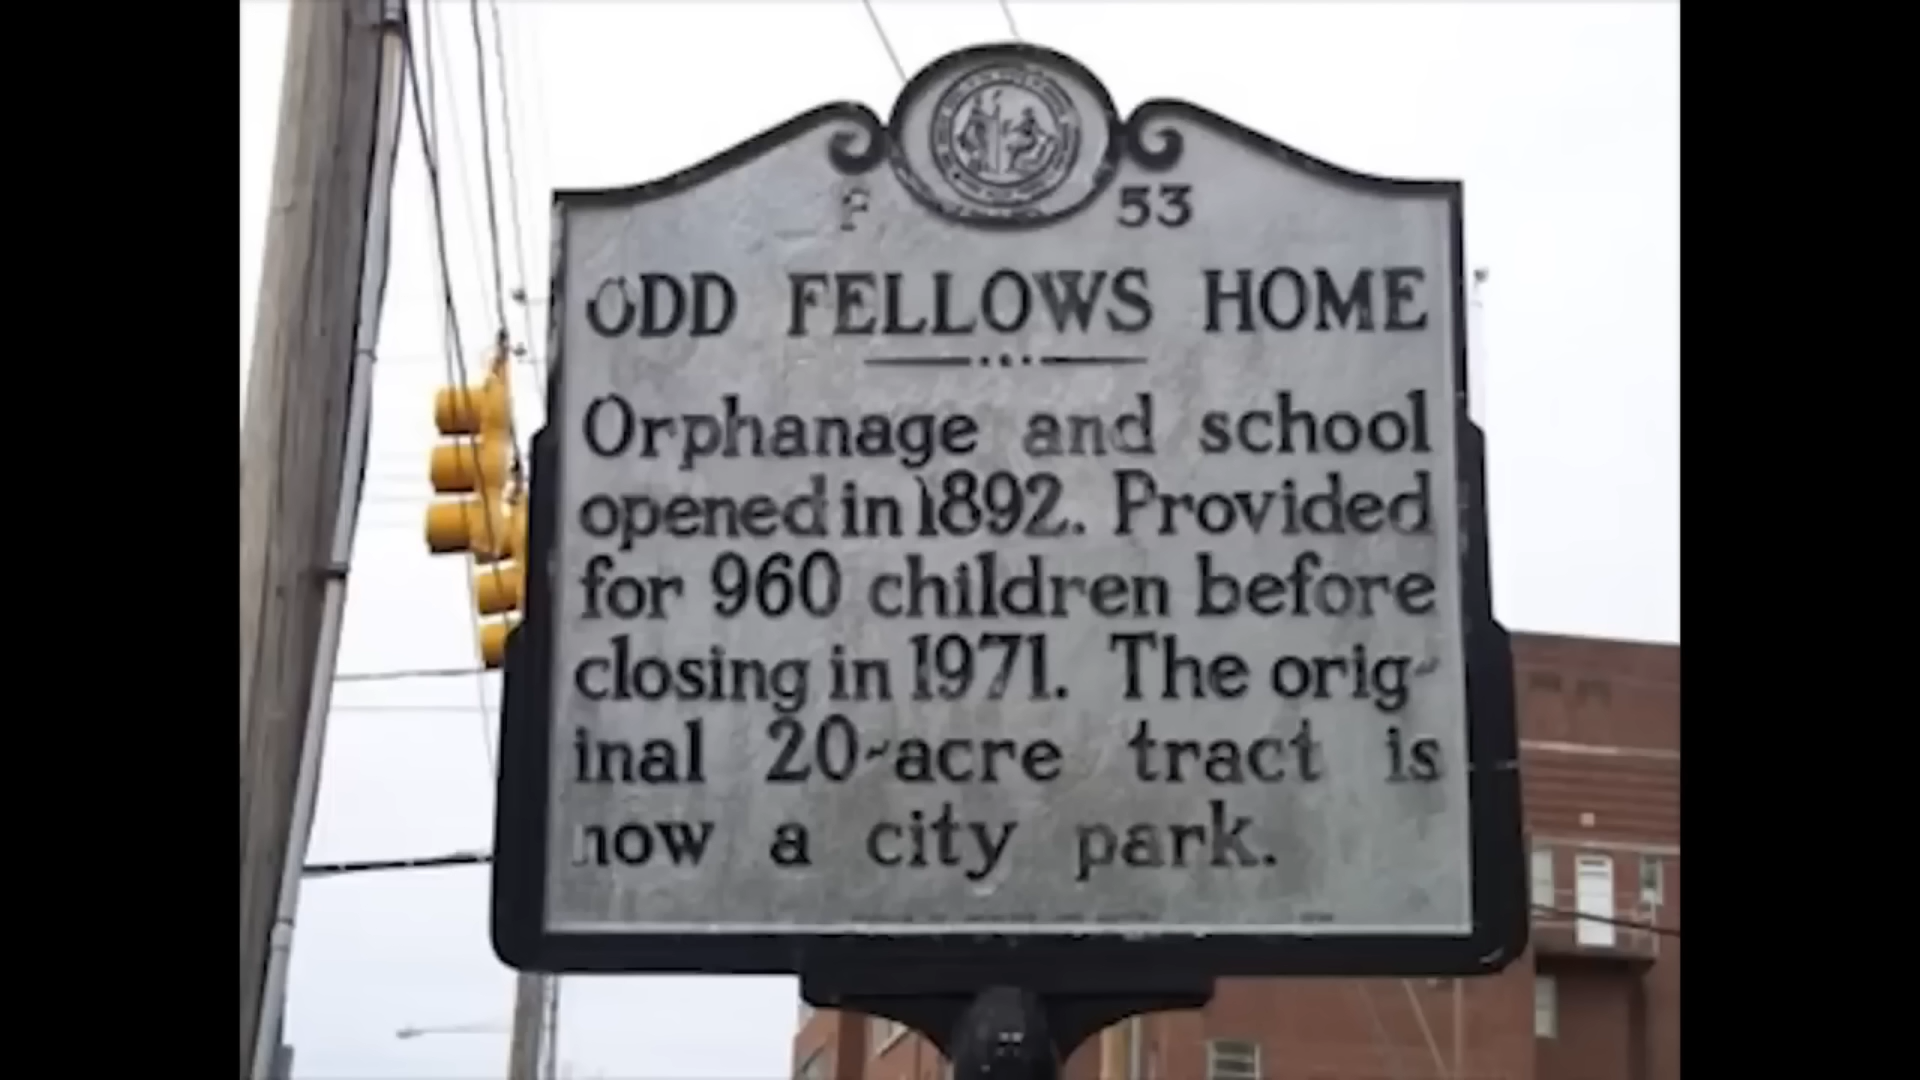 F 53
ODD FELLOWS HOME
Orphanage and school
opened in 1892. Provided
for 960 children before
closing in 1971. The orig-
inal 20-acre tract is
now a city park.